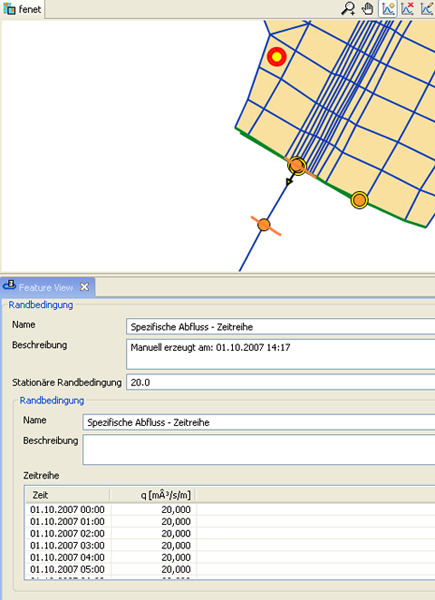 fenet
Feature View
Randbedingung
Name
Spezifische Abfluss - Zeitreihe
Beschreibung
Manuell erzeugt am: 01.10.2007 14:17
Stationäre Randbedingung
20.0
Randbedingung
Name
Spezifische Abfluss - Zeitreihe
Beschreibung
Zeitreihe
Zeit q [mÂ³/s/m]
01.10.2007 00:00 20,000
01.10.2007 01:00 20,000
01.10.2007 02:00 20,000
01.10.2007 03:00 20,000
01.10.2007 04:00 20,000
01.10.2007 05:00 20,000